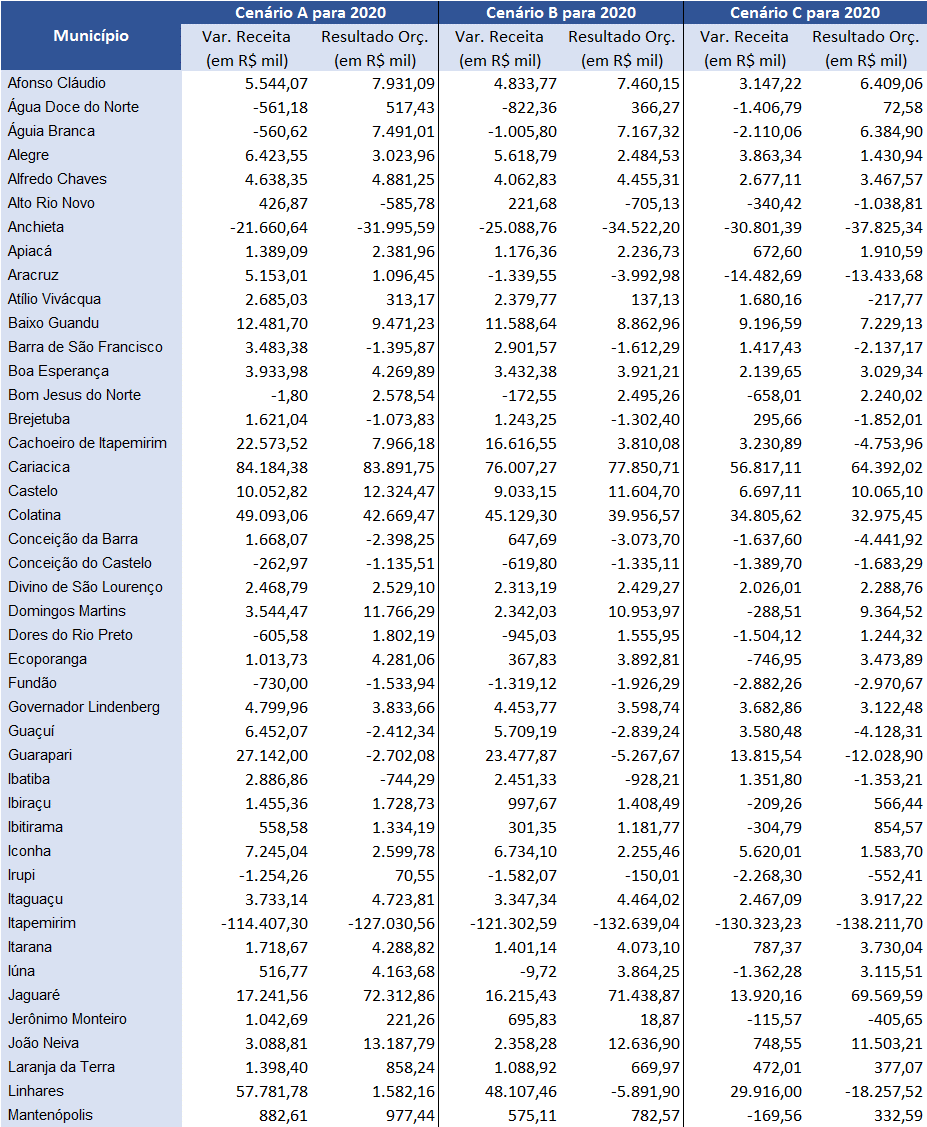 Município Cenário A para 2020 Cenário B para 2020 Cenário C para 2020
Var. Receita Resultado Orç. Var. Receita Resultado Orç. Var. Receita Resultado Orç.
(em R$ mil) (em R$ mil) (em R$ mil) (em R$ mil) (em R$ mil) (em R$ mil)
Afonso Cláudio 5.544,07 7.931,09 4.833,77 7.460,15 3.147,22 6.409,06
Água Doce do Norte -561,18 517,43 -822,36 366,27 -1.406,79 72,58
Águia Branca -560,62 7.491,01 -1.005,80 7.167,32 -2.110,06 6.384,90
Alegre 6.423,55 3.023,96 5.618,79 2.484,53 3.863,34 1.430,94
Alfredo Chaves 4.638,35 4.881,25 4.062,83 4.455,31 2.677,11 3.467,57
Alto Rio Novo 426,87 -585,78 221,68 -705,13 -340,42 -1.038,81
Anchieta -21.660,64 -31.995,59 -25.088,76 -34.522,20 -30.801,39 -37.825,34
Apiacá 1.389,09 2.381,96 1.176,36 2.236,73 672,60 1.910,59
Aracruz 5.153,01 1.096,45 -1.339,55 -3.992,98 -14.482,69 -13.433,68
Atílio Vivácqua 2.685,03 313,17 2.379,77 137,13 1.680,16 -217,77
Baixo Guandu 12.481,70 9.471,23 11.588,64 8.862,96 9.196,59 7.229,13
Barra de São Francisco 3.483,38 -1.395,87 2.901,57 -1.612,29 1.417,43 -2.137,17
Boa Esperança 3.933,98 4.269,89 3.432,38 3.921,21 2.139,65 3.029,34
Bom Jesus do Norte -1,80 2.578,54 -172,55 2.495,26 -658,01 2.240,02
Brejetuba 1.621,04 -1.073,83 1.243,25 -1.302,40 295,66 -1.852,01
Cachoeiro de Itapemirim 22.573,52 7.966,18 16.616,55 3.810,08 3.230,89 -4.753,96
Cariacica 84.184,38 83.891,75 76.007,27 77.850,71 56.817,11 64.392,02
Castelo 10.052,82 12.324,47 9.033,15 11.604,70 6.697,11 10.065,10
Colatina 49.093,06 42.669,47 45.129,30 39.956,57 34.805,62 32.975,45
Conceição da Barra 1.668,07 -2.398,25 647,69 -3.073,70 -1.637,60 -4.441,92
Conceição do Castelo -262,97 -1.135,51 -619,80 -1.335,11 -1.389,70 -1.683,29
Divino de São Lourenço 2.468,79 2.529,10 2.313,19 2.429,27 2.026,01 2.288,76
Domingos Martins 3.544,47 11.766,29 2.342,03 10.953,97 -288,51 9.364,52
Dores do Rio Preto -605,58 1.802,19 -945,03 1.555,95 -1.504,12 1.244,32
Ecoporanga 1.013,73 4.281,06 367,83 3.892,81 -746,95 3.473,89
Fundão -730,00 -1.533,94 -1.319,12 -1.926,29 -2.882,26 -2.970,67
Governador Lindenberg 4.799,96 3.833,66 4.453,77 3.598,74 3.682,86 3.122,48
Guaçuí 6.452,07 -2.412,34 5.709,19 -2.839,24 3.580,48 -4.128,31
Guarapari 27.142,00 -2.702,08 23.477,87 -5.267,67 13.815,54 -12.028,90
Ibatiba 2.886,86 -744,29 2.451,33 -928,21 1.351,80 -1.353,21
Ibiraçu 1.455,36 1.728,73 997,67 1.408,49 -209,26 566,44
Ibitirama 558,58 1.334,19 301,35 1.181,77 -304,79 854,57
Iconha 7.245,04 2.599,78 6.734,10 2.255,46 5.620,01 1.583,70
Irupi -1.254,26 70,55 -1.582,07 -150,01 -2.268,30 -552,41
Itaguaçu 3.733,14 4.723,81 3.347,34 4.464,02 2.467,09 3.917,22
Itapemirim -114.407,30 -127.030,56 -121.302,59 -132.639,04 -130.323,23 -138.211,70
Itarana 1.718,67 4.288,82 1.401,14 4.073,10 787,37 3.730,04
Iúna 516,77 4.163,68 -9,72 3.864,25 -1.362,28 3.115,51
Jaguaré 17.241,56 72.312,86 16.215,43 71.438,87 13.920,16 69.569,59
Jerônimo Monteiro 1.042,69 221,26 695,83 18,87 -115,57 -405,65
João Neiva 3.088,81 13.187,79 2.358,28 12.636,90 748,55 11.503,21
Laranja da Terra 1.398,40 858,24 1.088,92 669,97 472,01 377,07
Linhares 57.781,78 1.582,16 48.107,46 -5.891,90 29.916,00 -18.257,52
Mantenópolis 882,61 977,44 575,11 782,57 -169,56 332,59